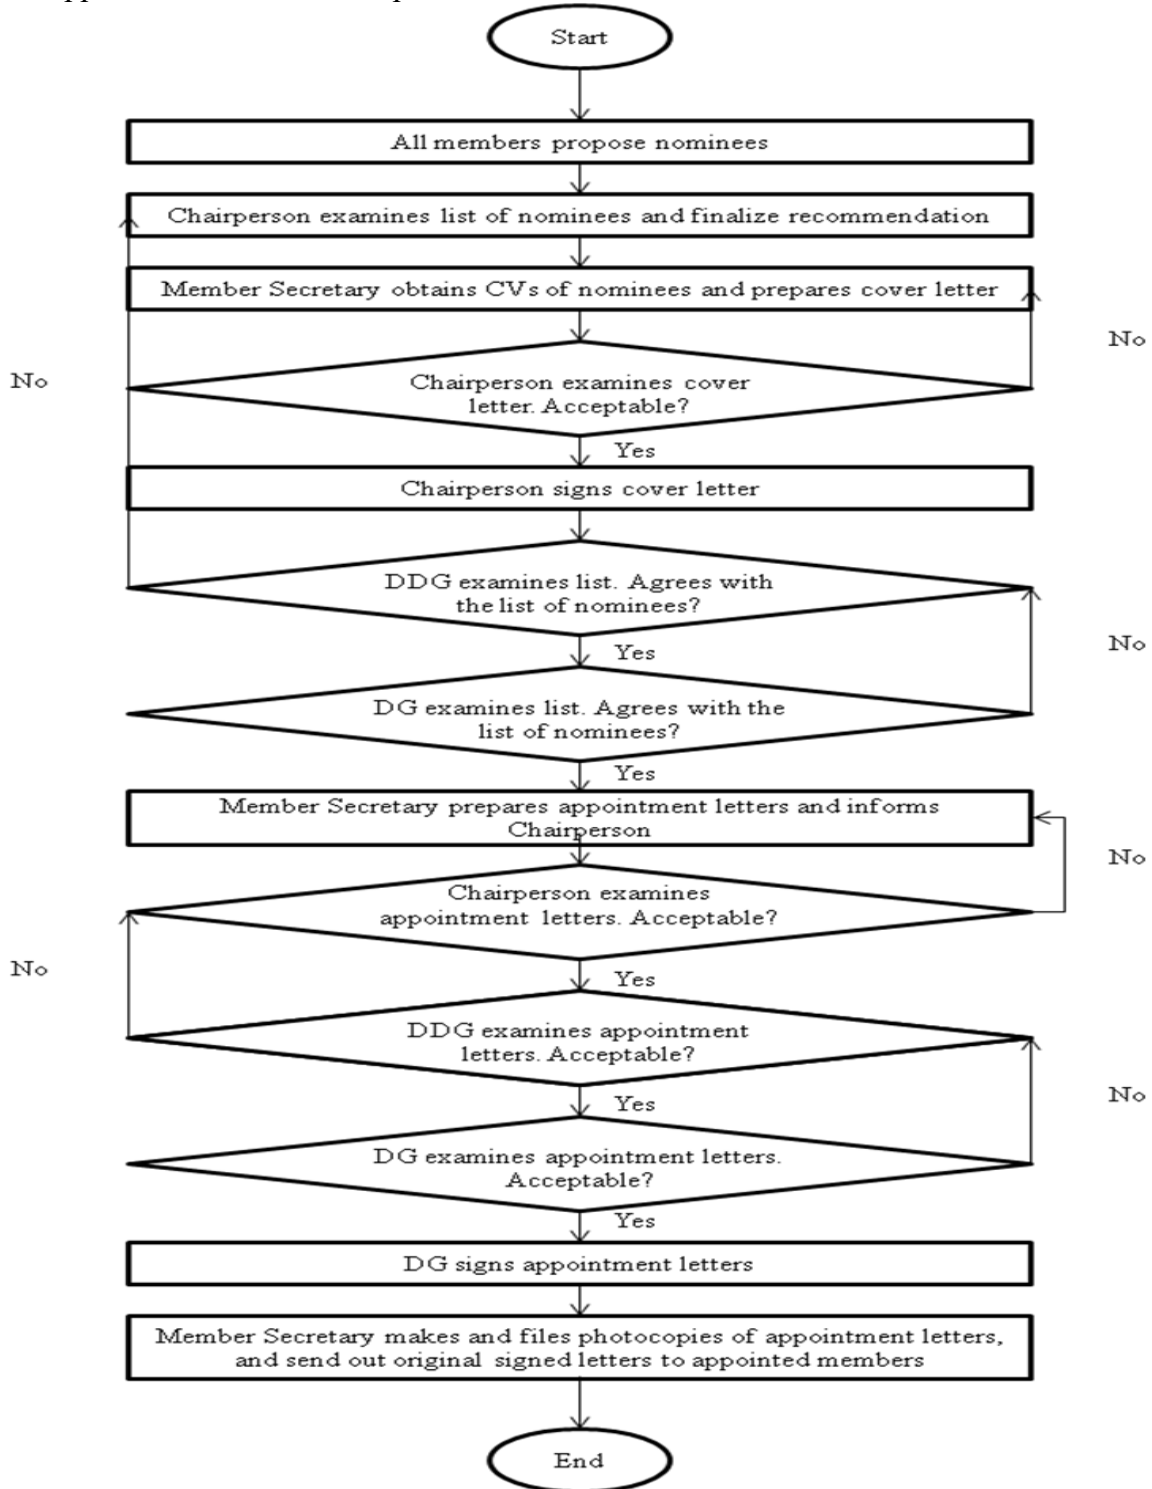 Start
All members propose nominees
Chairperson examines list of nominees and finalize recommendation
Member Secretary obtains CVs of nominees and prepares cover letter
No
No
Chairperson examines cover
letter. Acceptable?
Yes
Chairperson signs cover letter
DDG examines list. Agrees with
the list of nominees?
No
Yes
DG examines list. Agrees with the
list of nominees?
Yes
Member Secretary prepares appointment letters and informs
Chairperson
No
Chairperson examines
appointment letters. Acceptable?
No
Yes
DDG examines appointment
letters. Acceptable?
No
Yes
DG examines appointment letters.
Acceptable?
Yes
DG signs appointment letters
Member Secretary makes and files photocopies of appointment letters,
and send out original signed letters to appointed members
End